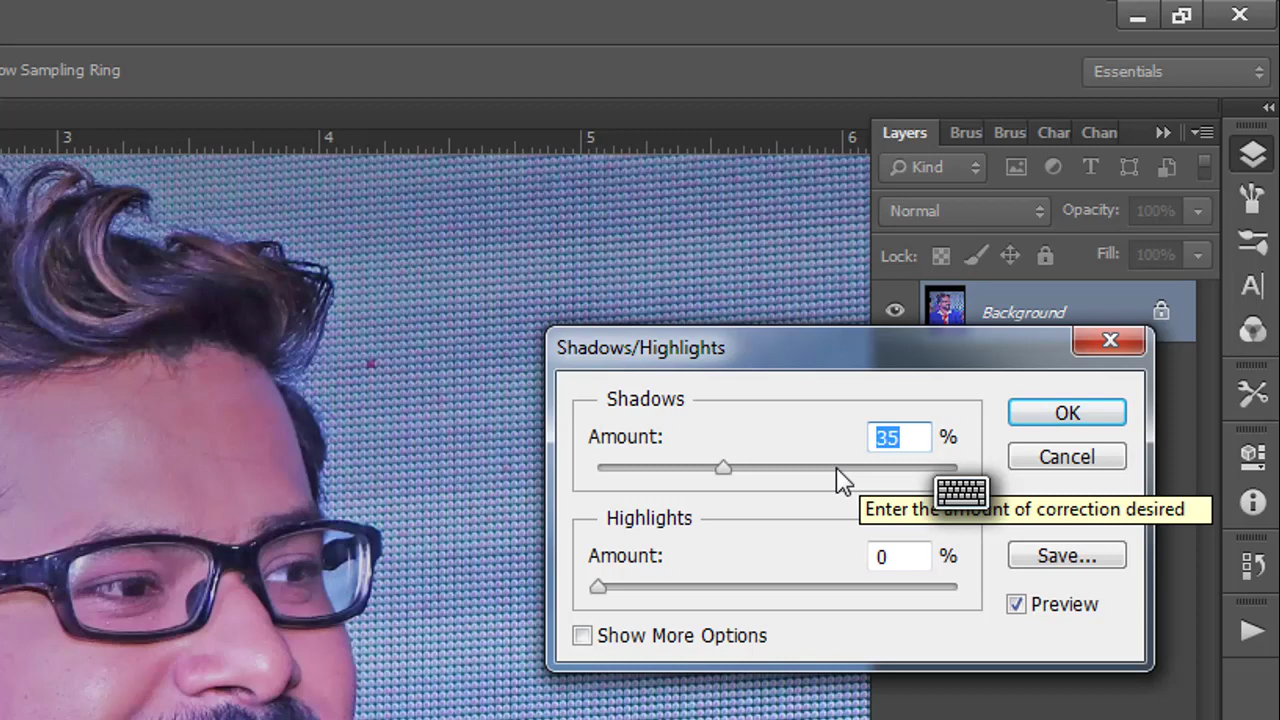 ow Sampling Ring
Essentials
3 4 5 6
Layers Brus Brus Char Chan
Kind
Normal Opacity: 100%
Lock: Fill: 100%
Background
Shadows/Highlights
Shadows
Amount: 35 %
OK
Cancel
Enter the amount of correction desired
Highlights
Amount: 0 %
Save...
Preview
Show More Options